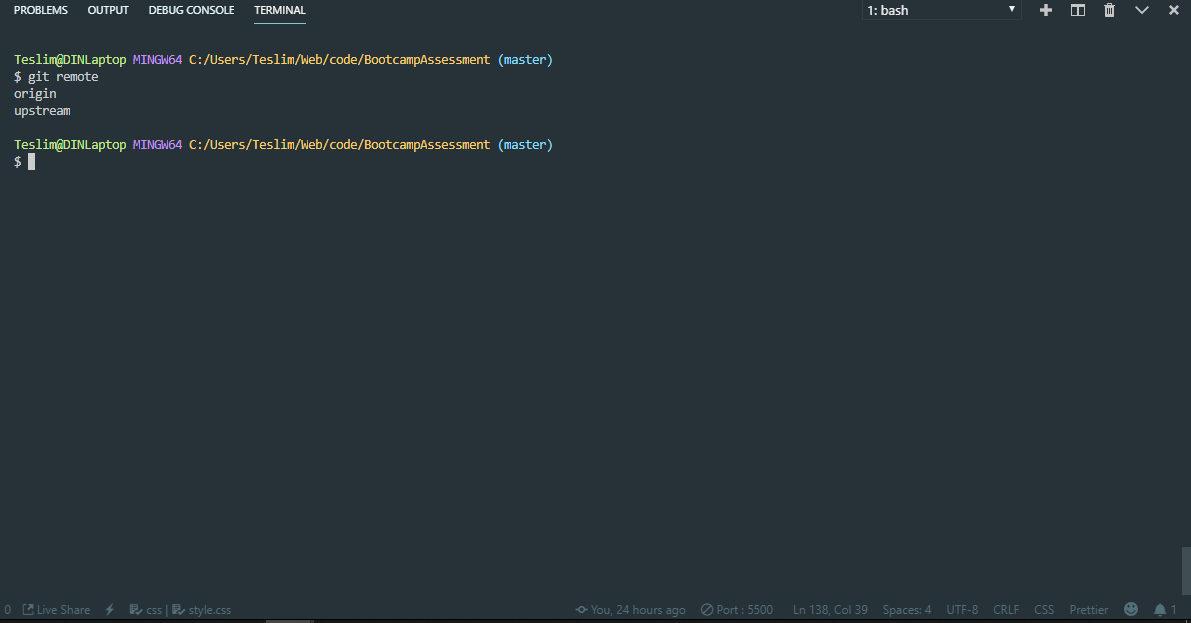 PROBLEMS OUTPUT DEBUG CONSOLE TERMINAL 1: bash
Teslim@DINLaptop MINGW64 C:/Users/Teslim/Web/code/BootcampAssessment (master)
$ git remote
origin
upstream
Teslim@DINLaptop MINGW64 C:/Users/Teslim/Web/code/BootcampAssessment (master)
$
0 Live Share css | style.css You, 24 hours ago Port : 5500 Ln 138, Col 39 Spaces: 4 UTF-8 CRLF CSS Prettier 1